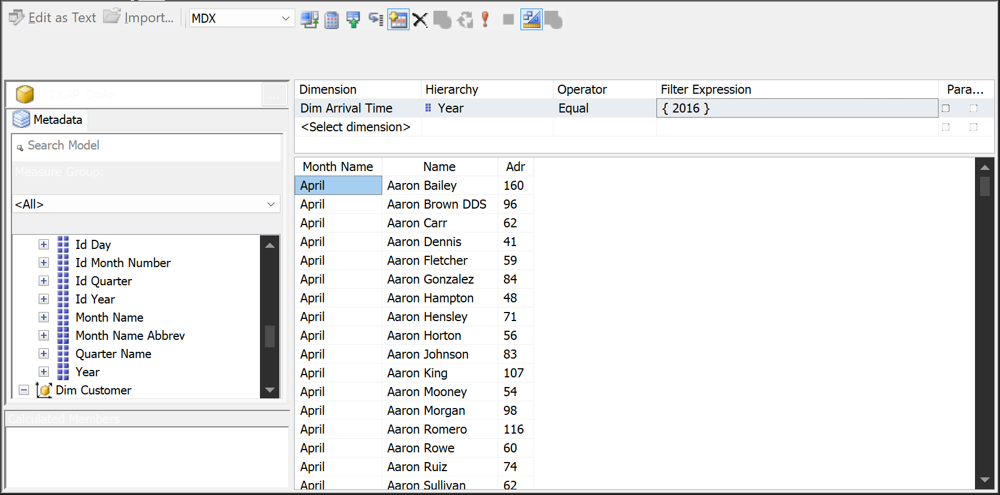 Edit as Text Import... MDX
OLAP_DoAn ...
Metadata
Search Model
Measure Group:
<All>
Id Day
Id Month Number
Id Quarter
Id Year
Month Name
Month Name Abbrev
Quarter Name
Year
Dim Customer
Calculated Members
Dimension Hierarchy Operator Filter Expression Para...
Dim Arrival Time Year Equal { 2016 }
<Select dimension>
Month Name Name Adr
April Aaron Bailey 160
April Aaron Brown DDS 96
April Aaron Carr 62
April Aaron Dennis 41
April Aaron Fletcher 59
April Aaron Gonzalez 84
April Aaron Hampton 48
April Aaron Hensley 71
April Aaron Horton 56
April Aaron Johnson 83
April Aaron King 107
April Aaron Mooney 54
April Aaron Morgan 98
April Aaron Romero 116
April Aaron Rowe 60
April Aaron Ruiz 74
April Aaron Sullivan 62